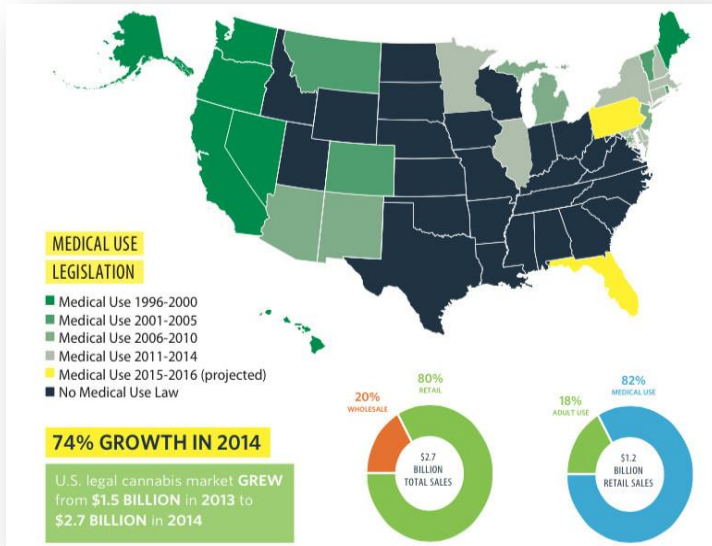 MEDICAL USE
LEGISLATION
Medical Use 1996-2000
Medical Use 2001-2005
Medical Use 2006-2010
Medical Use 2011-2014
Medical Use 2015-2016 (projected)
No Medical Use Law
74% GROWTH IN 2014
U.S. legal cannabis market GREW
from $1.5 BILLION in 2013 to
$2.7 BILLION in 2014
80%
RETAIL
20%
WHOLESALE
$2.7
BILLION
TOTAL SALES
82%
MEDICAL USE
18%
ADULT USE
$1.2
BILLION
RETAIL SALES